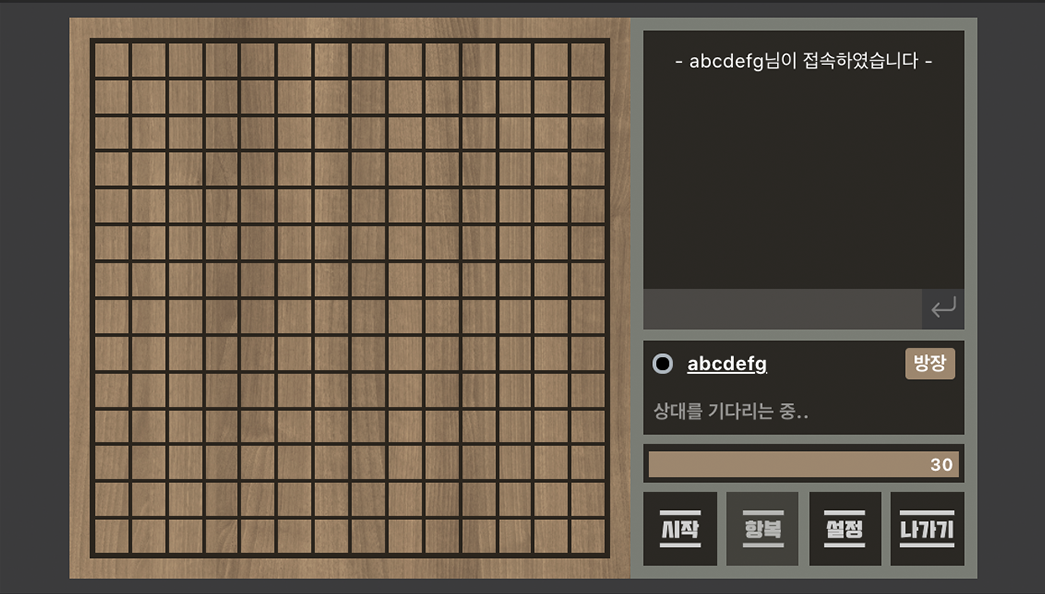 - abcdefg님이 접속하였습니다 -
abcdefg
방장
상대를 기다리는 중..
30
시작
항복
설정
나가기